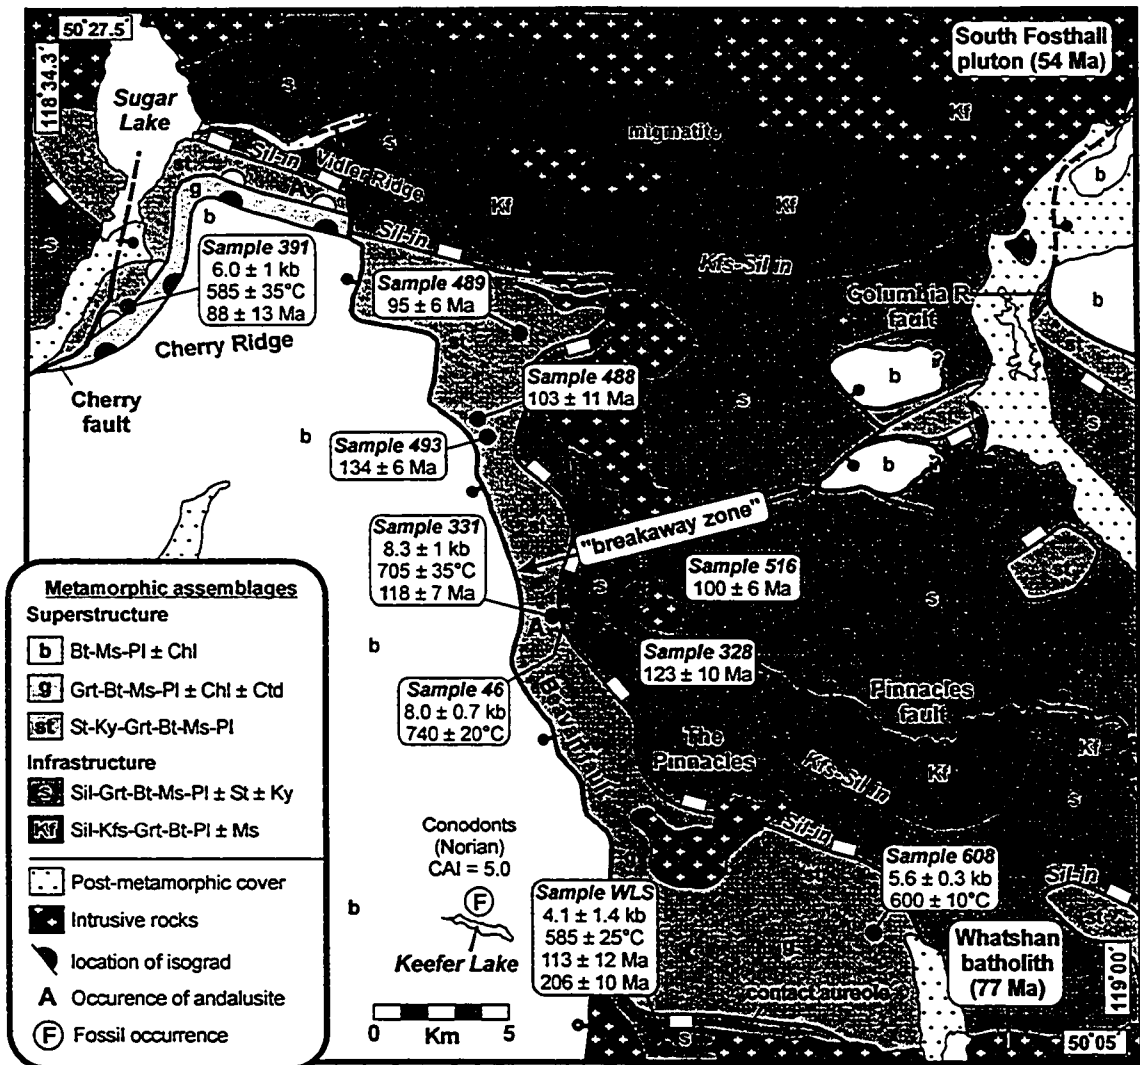 50° 27.5'
118° 34.3'
South Fosthall
pluton (54 Ma)
Sugar
Lake
S
Kf
migmatite
Sil-in
Vidler Ridge
S
st
A
g
b
Kf
Kf
b
Sil-in
Kfs-Sil in
Sample 391
6.0 ± 1 kb
585 ± 35°C
88 ± 13 Ma
Sample 489
95 ± 6 Ma
Columbia R.
fault
b
S
Cherry Ridge
st
st
Cherry
fault
Sample 488
103 ± 11 Ma
b
?
S
b
Sample 493
134 ± 6 Ma
S
b
"breakaway zone"
Sample 331
8.3 ± 1 kb
705 ± 35°C
118 ± 7 Ma
Sample 516
100 ± 6 Ma
S
S
A
b
Sample 328
123 ± 10 Ma
Sample 46
8.0 ± 0.7 kb
740 ± 20°C
Pinnacles
fault
The
Pinnacles
Kf
Kf
Kfs-Sil in
S
Sil-in
Conodonts
(Norian)
CAI = 5.0
F
b
Keefer Lake
Sample WLS
4.1 ± 1.4 kb
585 ± 25°C
113 ± 12 Ma
206 ± 10 Ma
Sample 608
5.6 ± 0.3 kb
600 ± 10°C
Sil-in
st
Whatshan
batholith
(77 Ma)
119° 00'
contact aureole
S
50° 05'
0 5
Km
Metamorphic assemblages
Superstructure
b Bt-Ms-Pl ± Chl
g Grt-Bt-Ms-Pl ± Chl ± Ctd
st St-Ky-Grt-Bt-Ms-Pl
Infrastructure
S Sil-Grt-Bt-Ms-Pl ± St ± Ky
Kf Sil-Kfs-Grt-Bt-Pl ± Ms
Post-metamorphic cover
Intrusive rocks
location of isograd
A Occurence of andalusite
F Fossil occurrence